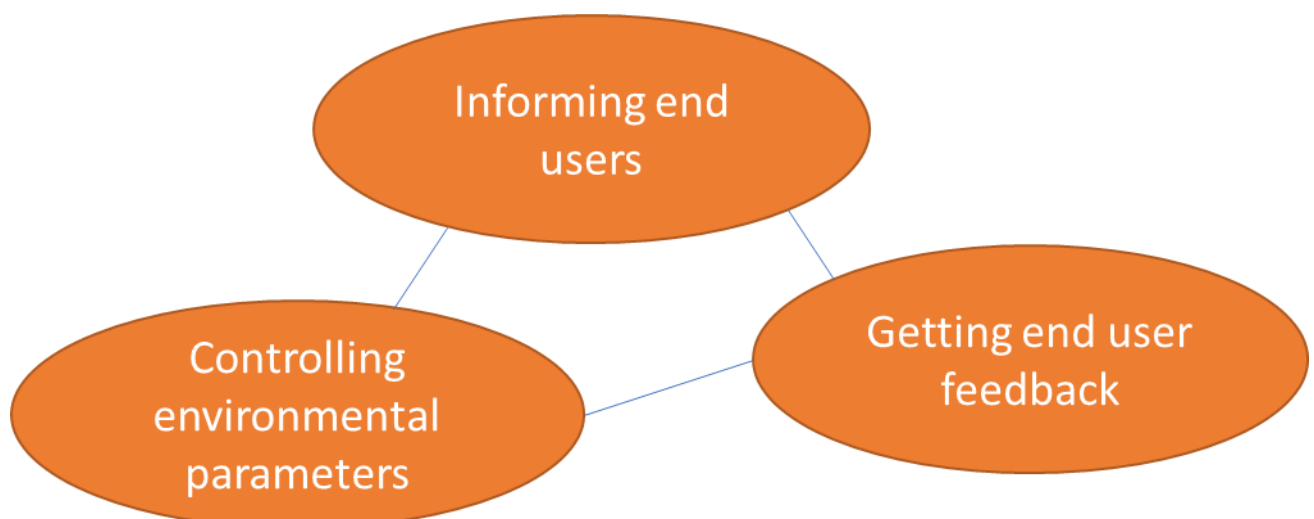 Informing end
users
Getting end user
feedback
Controlling
environmental
parameters